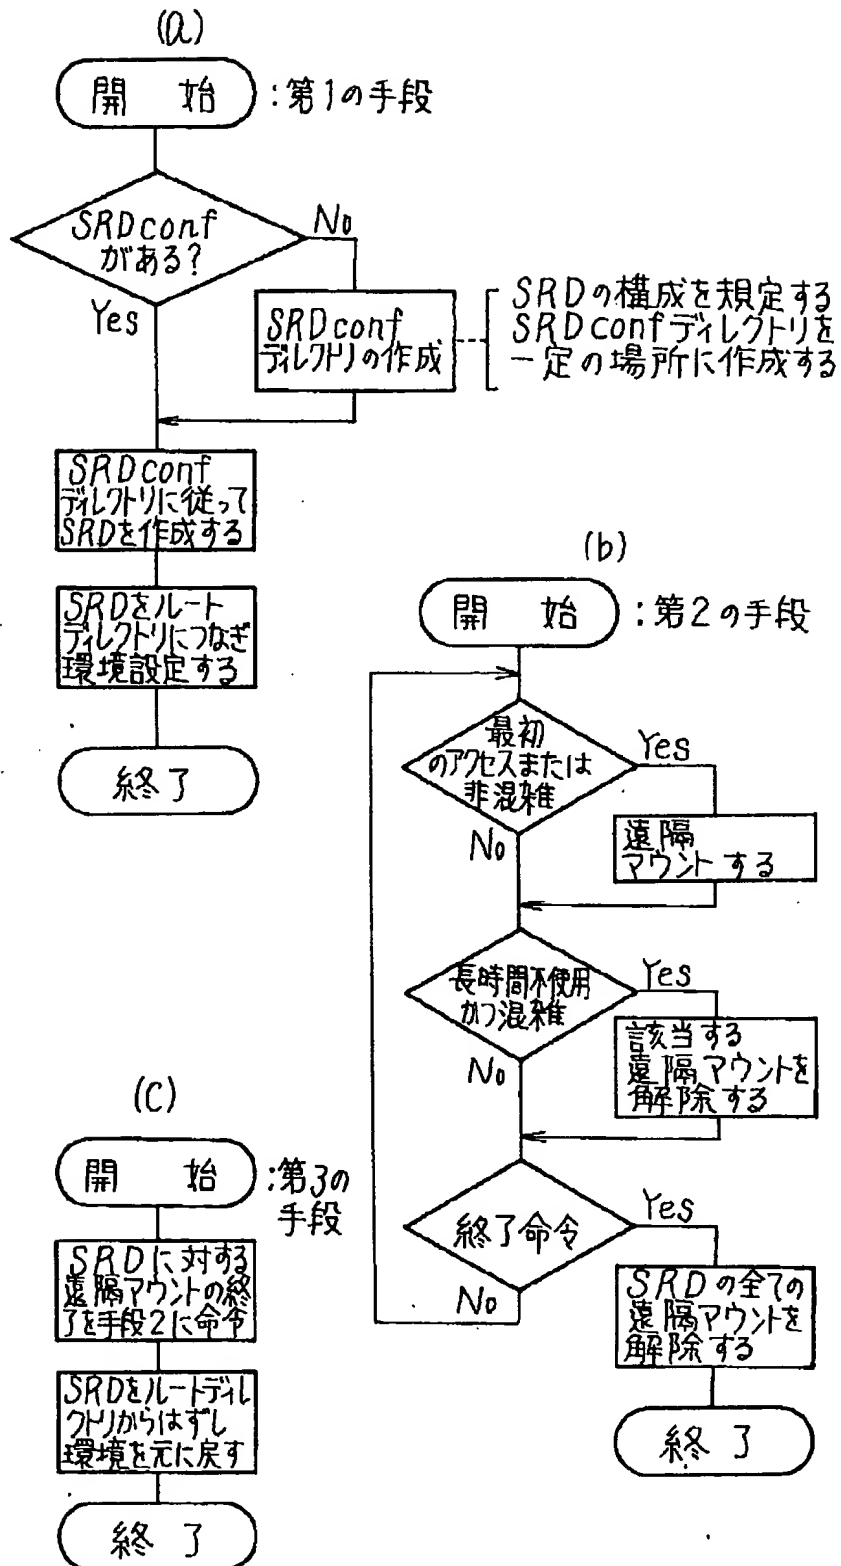 (a)
開 始
:第1の手段
SRDconf
がある?
No
Yes
SRDconf
ディレクトリの作成
SRDの構成を規定する
SRDconfディレクトリを
一定の場所に作成する
SRDconf
ディレクトリに従って
SRDを作成する
SRDをルート
ディレクトリにつなぎ
環境設定する
終了
(b)
開 始
:第2の手段
最初
のアクセスまたは
非混雑
Yes
No
遠隔
マウントする
長時間不使用
かつ混雑
Yes
No
該当する
遠隔マウントを
解除する
終了命令
Yes
No
SRDの全ての
遠隔マウントを
解除する
終了
(c)
開 始
:第3の
手段
SRDに対する
遠隔マウントの終
了を手段2に命令
SRDをルートディレ
クトリからはずし
環境を元に戻す
終了